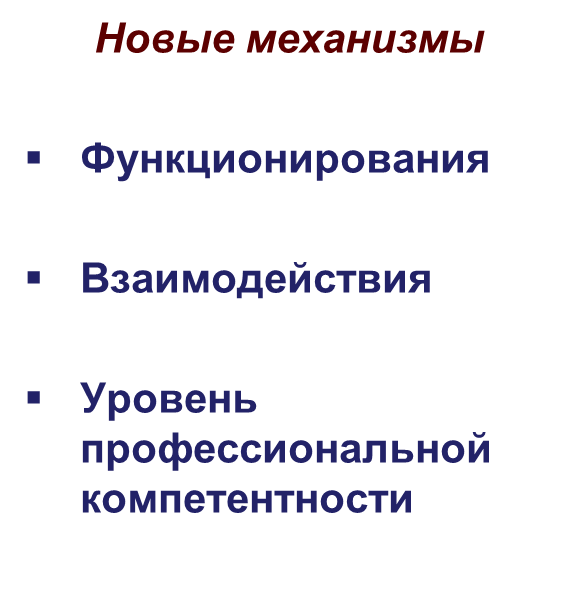 Новые механизмы
▪ Функционирования
▪ Взаимодействия
▪ Уровень
профессиональной
компетентности